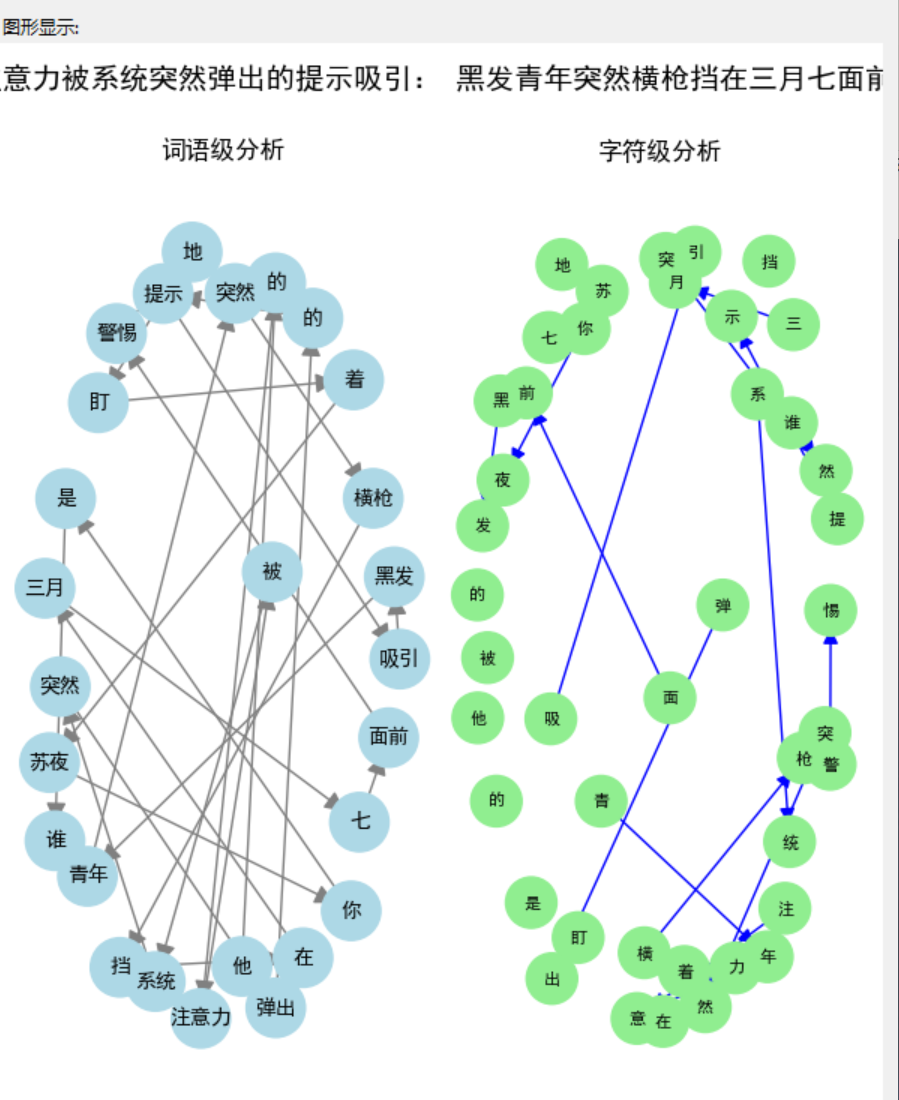 图形显示:
意力被系统突然弹出的提示吸引： 黑发青年突然横枪挡在三月七面前
词语级分析
字符级分析
地
提示
突然
的
的
警惕
盯
着
是
横枪
三月
被
黑发
吸引
突然
面前
苏夜
七
谁
青年
你
挡
系统
他
在
注意力
弹出
地
苏
突
引
月
挡
七
你
示
三
黑
前
系
谁
夜
然
发
提
的
弹
惕
被
他
吸
面
突
枪
警
的
青
统
是
注
盯
横
出
着
力
年
意
在
然